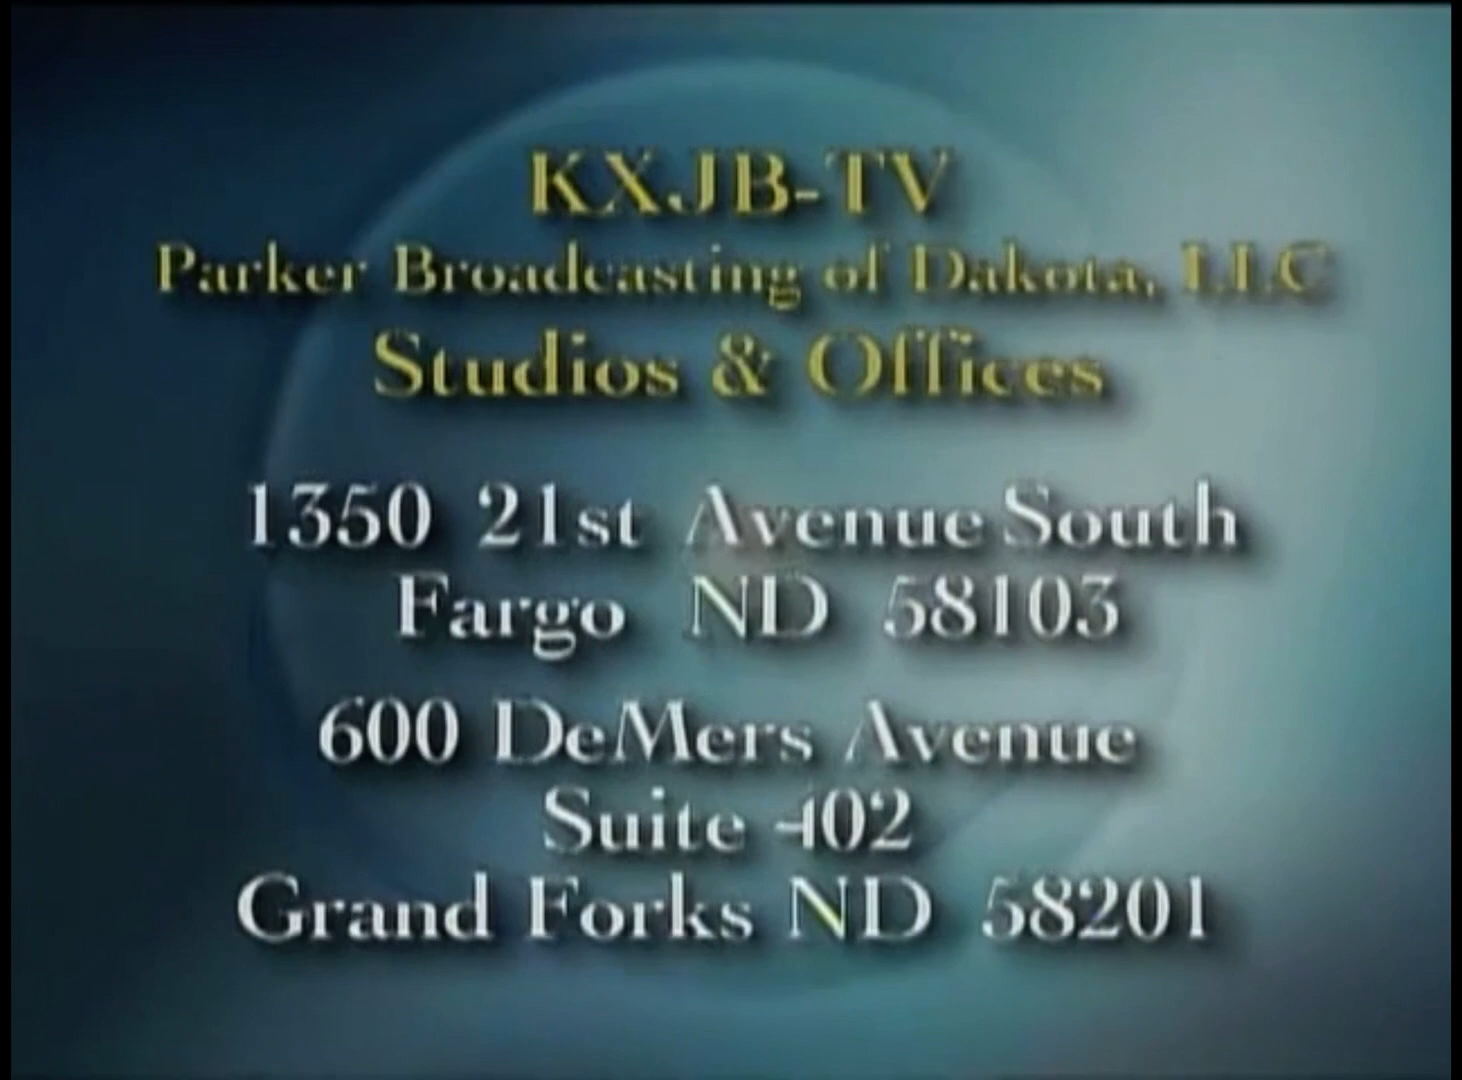 KXJB-TV
Parker Broadcasting of Dakota, LLC
Studios & Offices
1350 21st Avenue South
Fargo ND 58103
600 DeMers Avenue
Suite 402
Grand Forks ND 58201